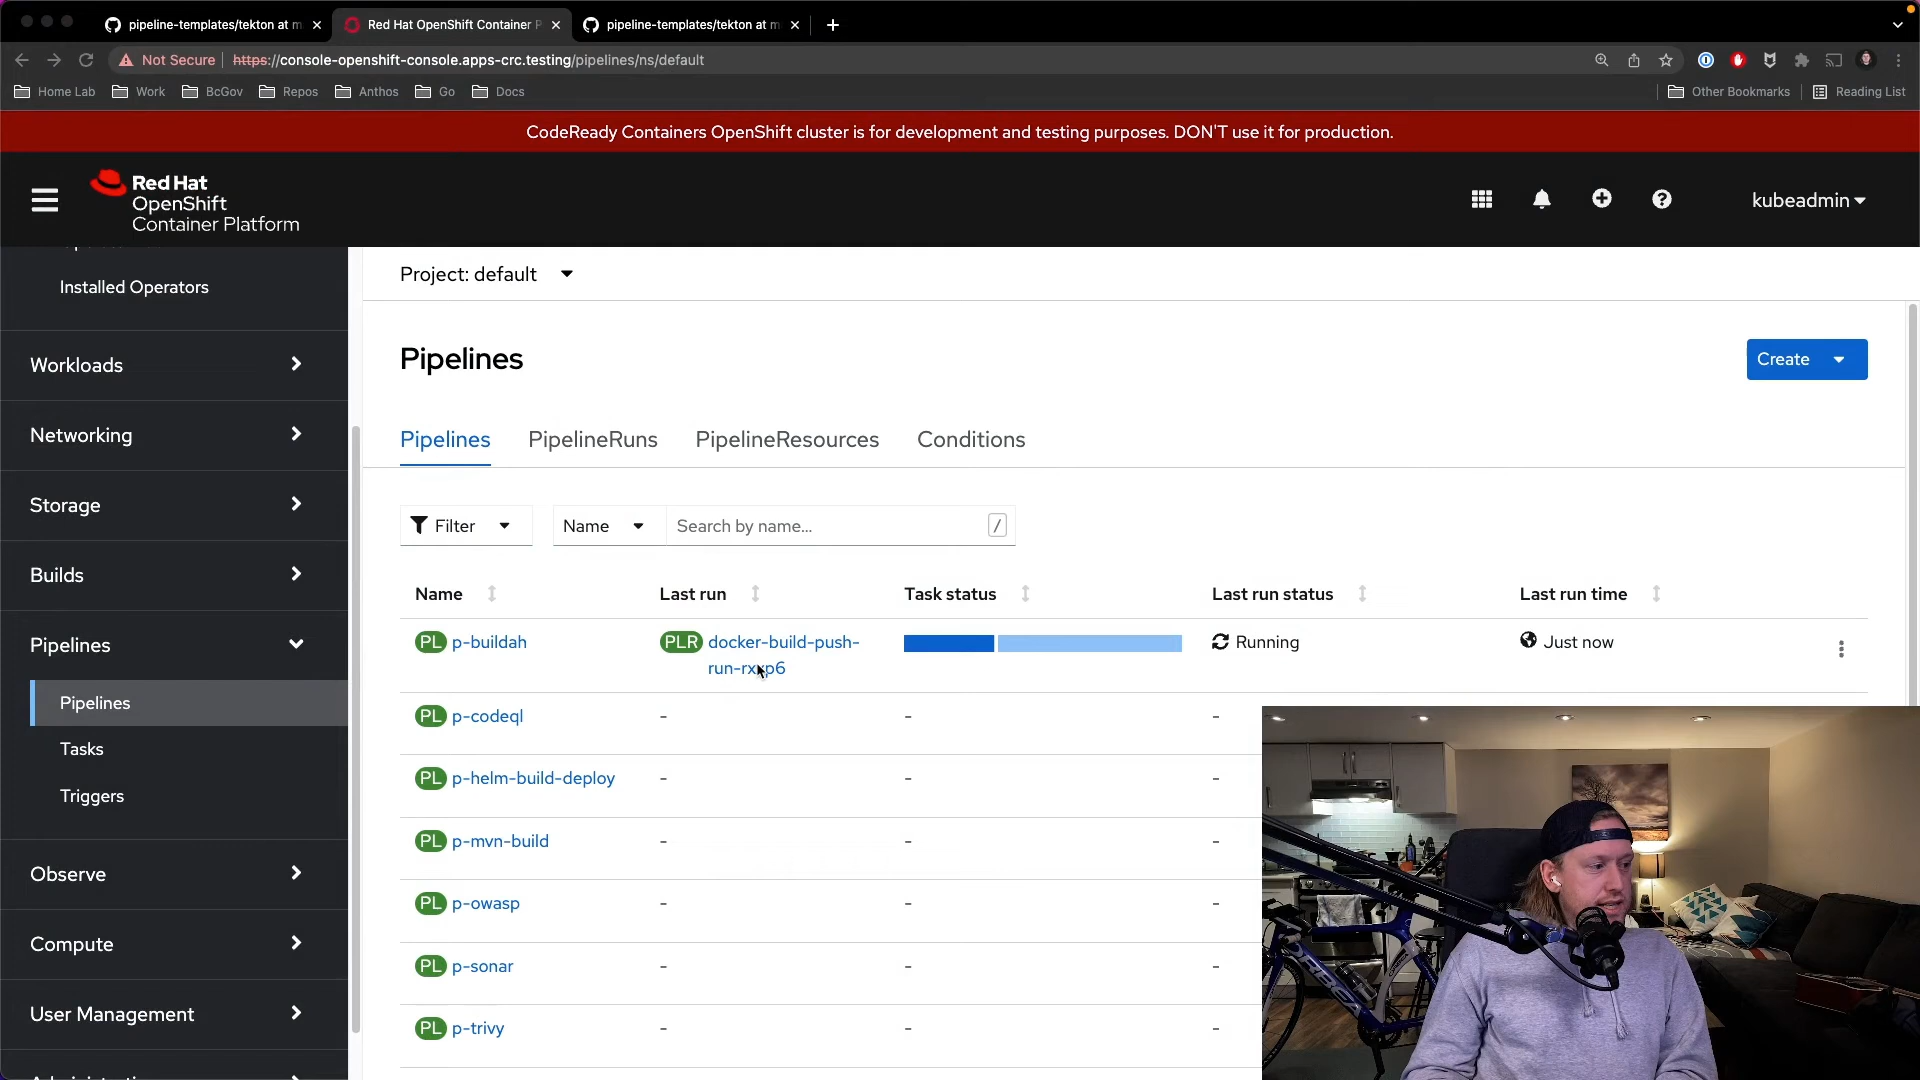 pipeline-templates/tekton at m
Red Hat OpenShift Container P
pipeline-templates/tekton at m
Not Secure
https://console-openshift-console.apps-crc.testing/pipelines/ns/default
Home Lab
Work
BcGov
Repos
Anthos
Go
Docs
Other Bookmarks
Reading List
CodeReady Containers OpenShift cluster is for development and testing purposes. DON'T use it for production.
Red Hat
OpenShift
Container Platform
kubeadmin
Installed Operators
Workloads
Networking
Storage
Builds
Pipelines
Pipelines
Tasks
Triggers
Observe
Compute
User Management
Project: default
Pipelines
Create
Pipelines
PipelineRuns
PipelineResources
Conditions
Filter
Name
Search by name...
/
Name
Last run
Task status
Last run status
Last run time
PL p-buildah
PLR docker-build-push-
Running
Just now
PL p-codeql - - -
PL p-helm-build-deploy - - -
PL p-mvn-build - - -
PL p-owasp - - -
PL p-sonar - - -
PL p-trivy - - -
ORBEA